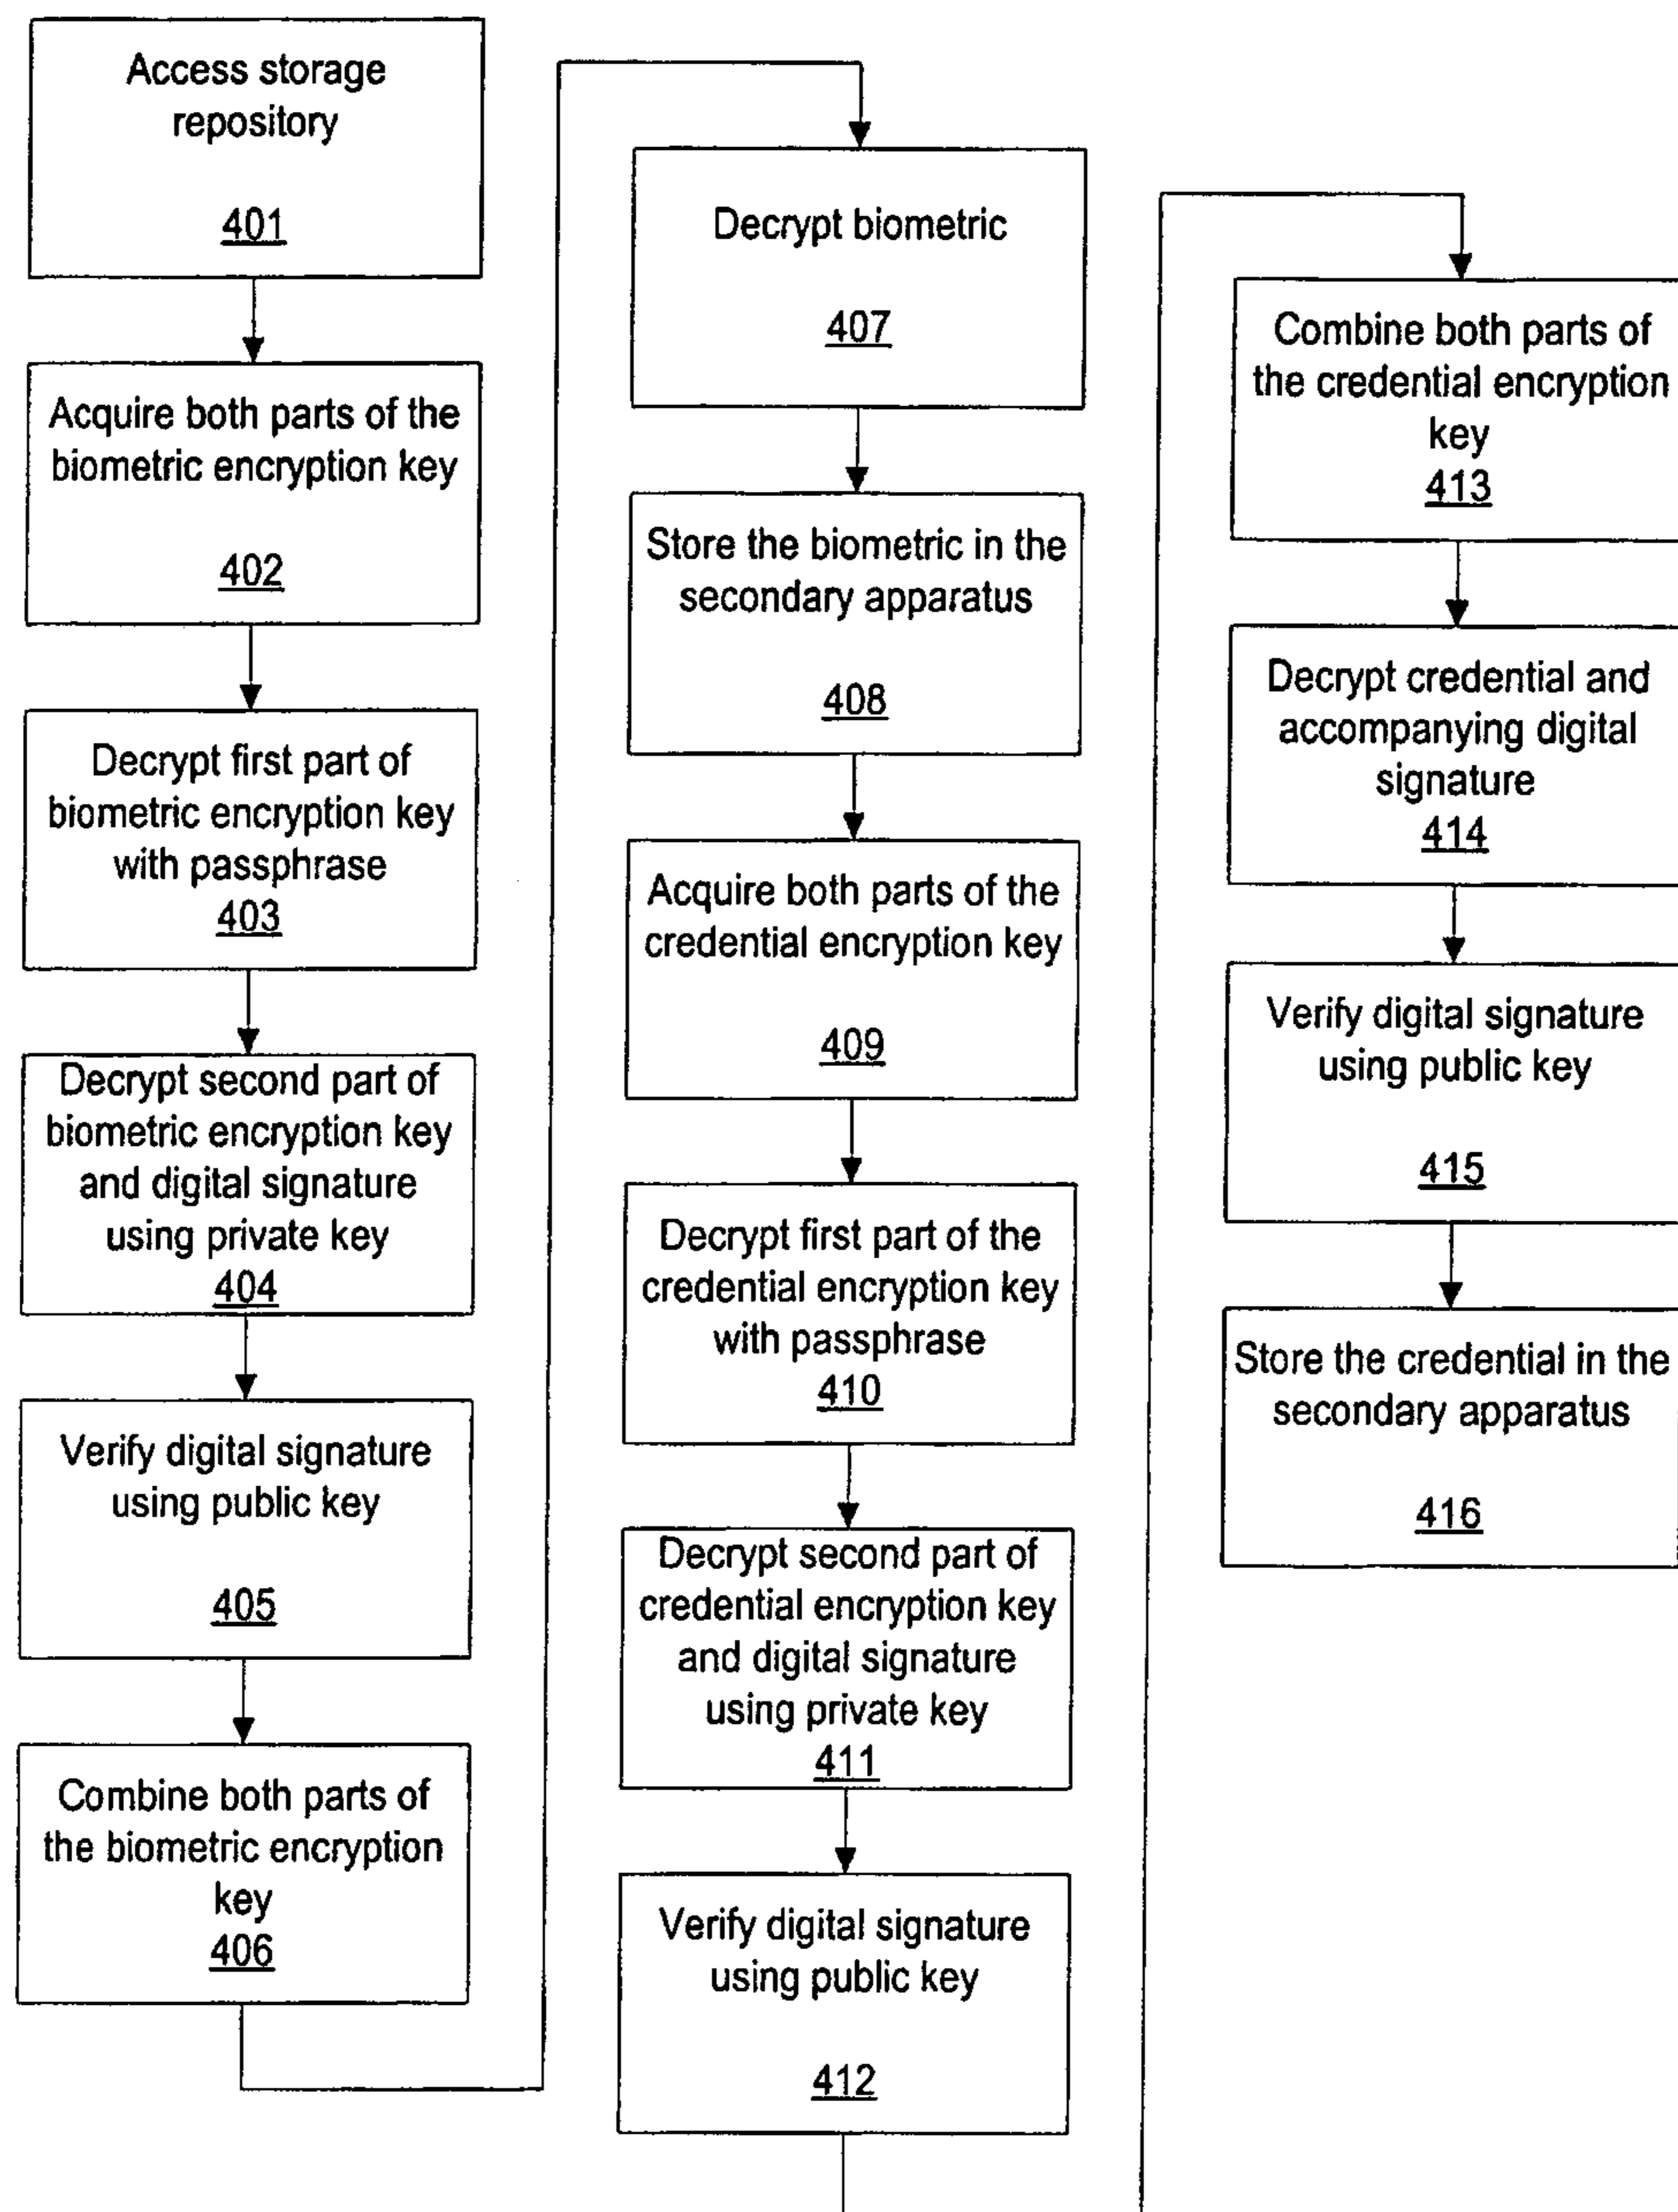 Access storage
repository
401
Acquire both parts of the
biometric encryption key
402
Decrypt first part of
biometric encryption key
with passphrase
403
Decrypt second part of
biometric encryption key
and digital signature
using private key
404
Verify digital signature
using public key
405
Combine both parts of
the biometric encryption
key
406
Decrypt biometric
407
Store the biometric in the
secondary apparatus
408
Acquire both parts of the
credential encryption key
409
Decrypt first part of the
credential encryption key
with passphrase
410
Decrypt second part of
credential encryption key
and digital signature
using private key
411
Verify digital signature
using public key
412
Combine both parts of
the credential encryption
key
413
Decrypt credential and
accompanying digital
signature
414
Verify digital signature
using public key
415
Store the credential in the
secondary apparatus
416